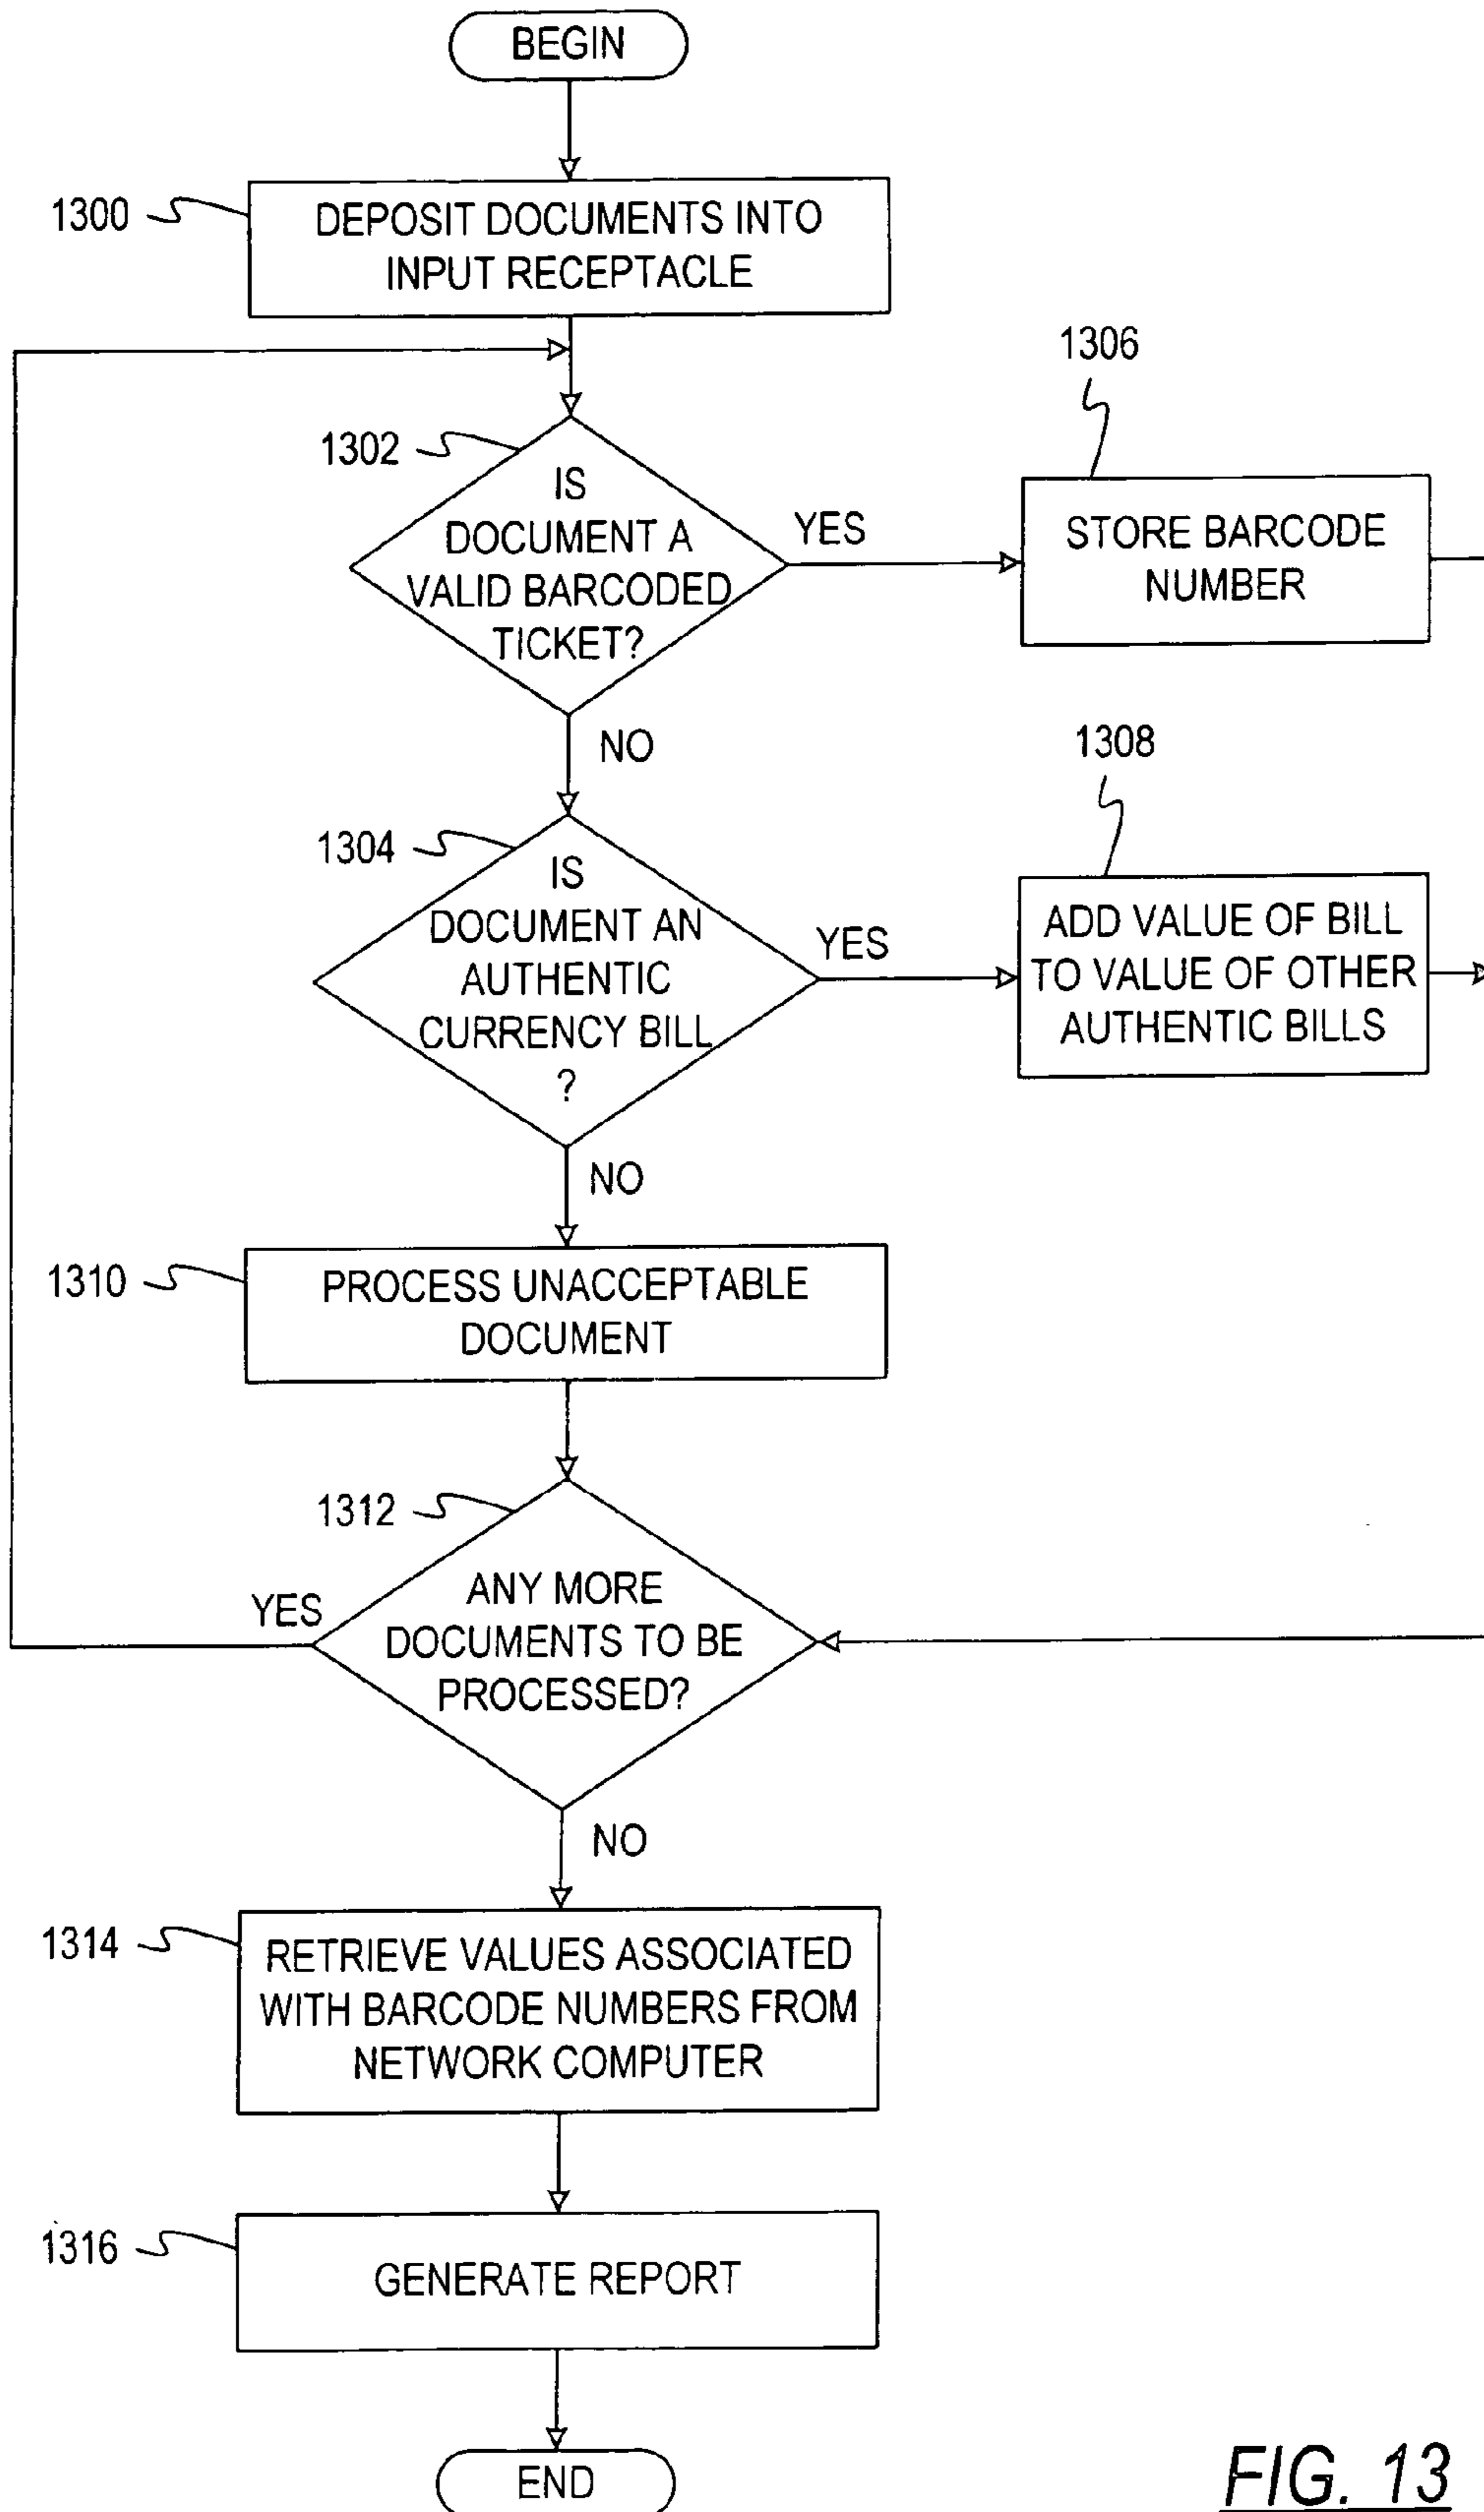 BEGIN
1300
DEPOSIT DOCUMENTS INTO
INPUT RECEPTACLE
1306
1302
IS
DOCUMENT A
VALID BARCODED
TICKET?
YES
STORE BARCODE
NUMBER
NO
1308
1304
IS
DOCUMENT AN
AUTHENTIC
CURRENCY BILL
?
YES
ADD VALUE OF BILL
TO VALUE OF OTHER
AUTHENTIC BILLS
NO
1310
PROCESS UNACCEPTABLE
DOCUMENT
1312
YES
ANY MORE
DOCUMENTS TO BE
PROCESSED?
NO
1314
RETRIEVE VALUES ASSOCIATED
WITH BARCODE NUMBERS FROM
NETWORK COMPUTER
1316
GENERATE REPORT
END
FIG. 13